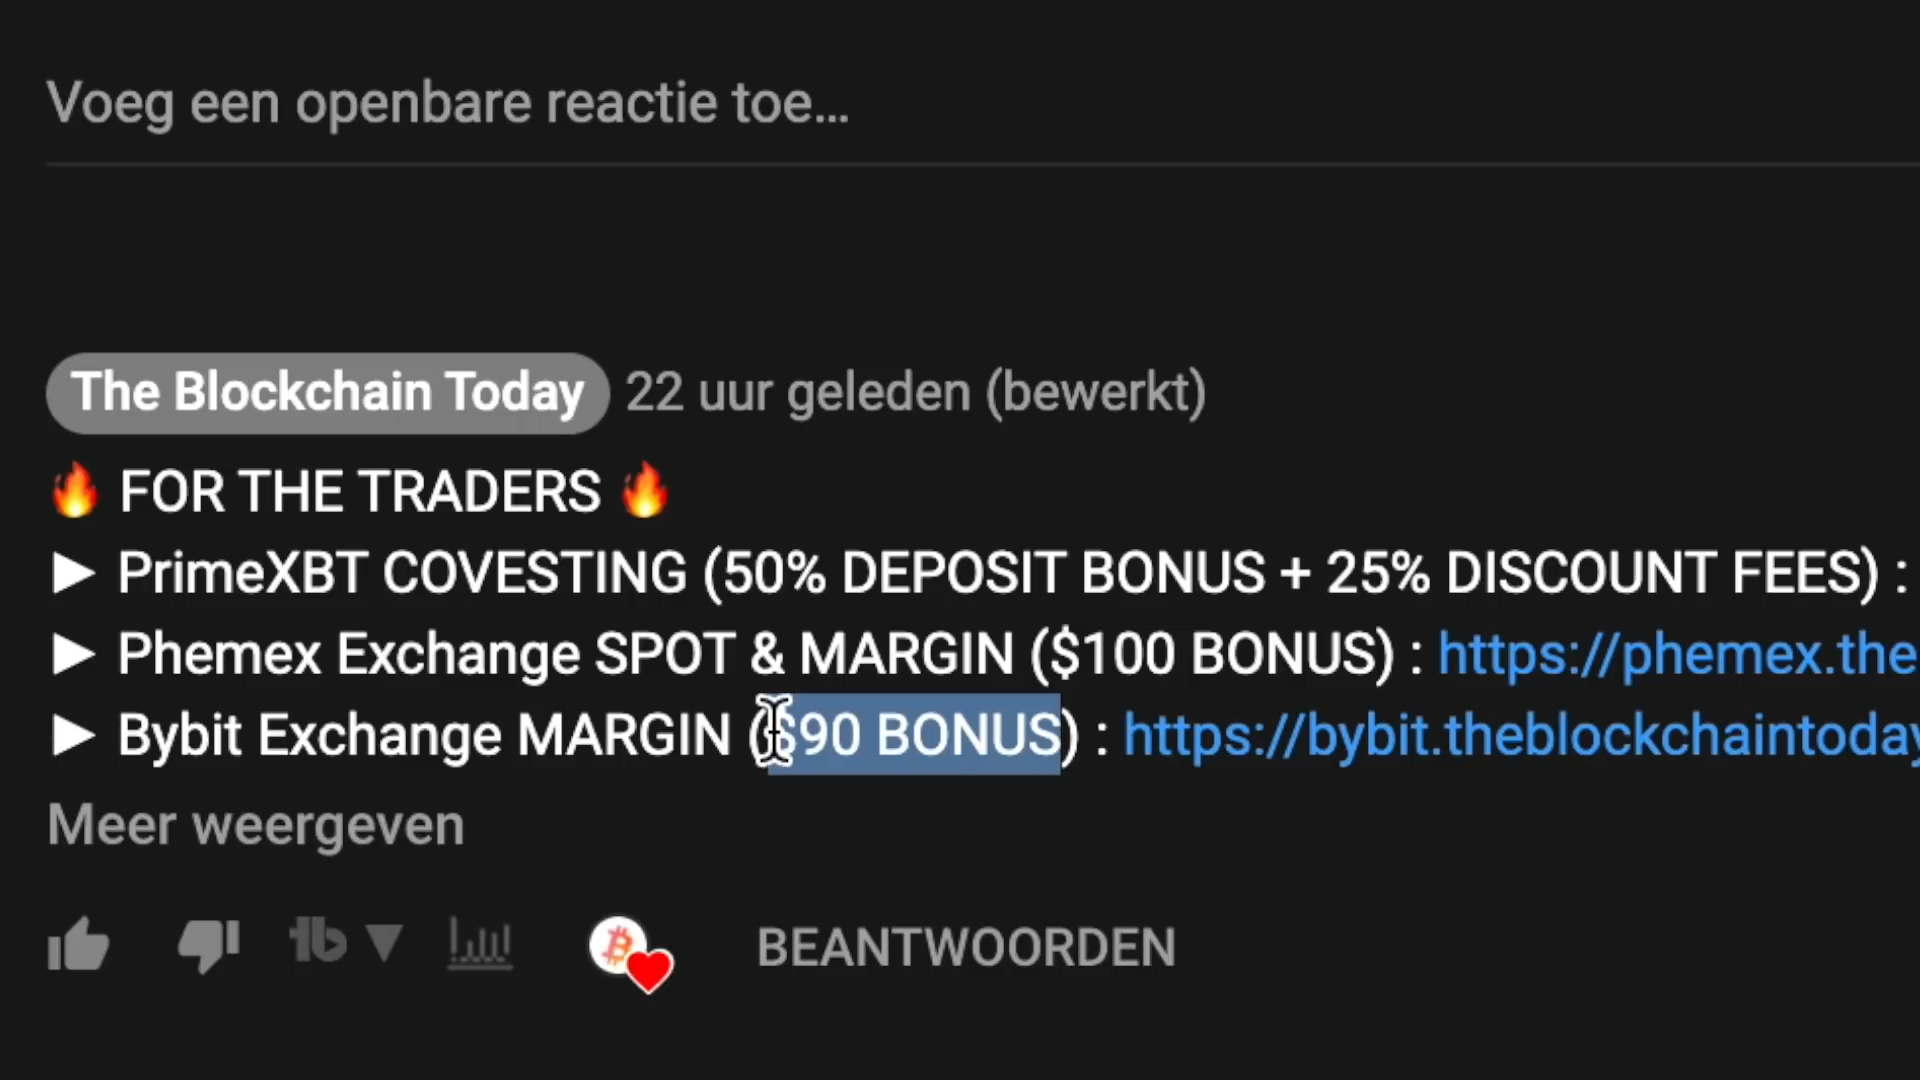 Voeg een openbare reactie toe...
The Blockchain Today 22 uur geleden (bewerkt)
🔥 FOR THE TRADERS 🔥
► PrimeXBT COVESTING (50% DEPOSIT BONUS + 25% DISCOUNT FEES) :
► Phemex Exchange SPOT & MARGIN ($100 BONUS) : https://phemex.the
► Bybit Exchange MARGIN ($90 BONUS) : https://bybit.theblockchaintoday
Meer weergeven
BEANTWOORDEN